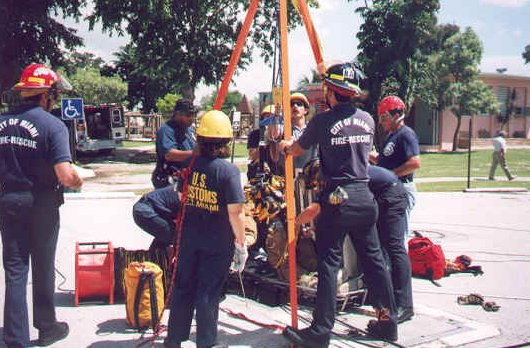 CITY OF MIAMI
FIRE-RESCUE
U.S.
CUSTOMS
MIAMI
CITY OF MIAMI
FIRE-RESCUE